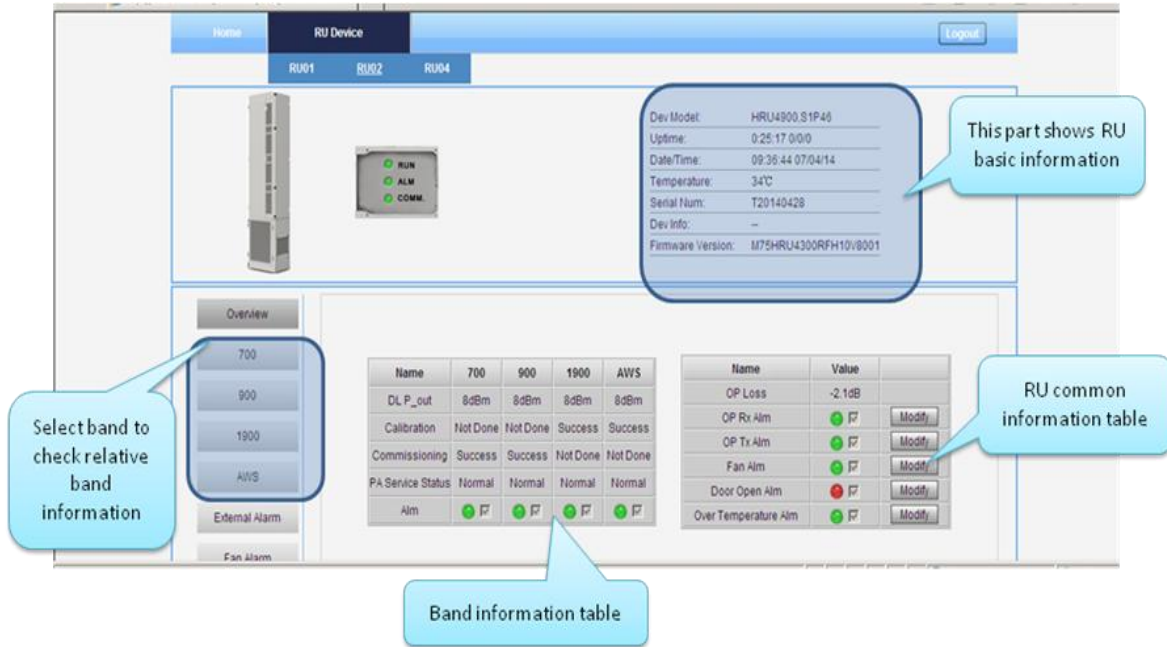 Home
RU Device
Logout
RU01 RU02 RU04
RUN
ALM
COMM.
Dev Model: HRU4900,S1P46
Uptime: 0:25:17 0/0/0
Date/Time: 09:36:44 07/04/14
Temperature: 34℃
Serial Num: T20140428
Dev Info: --
Firmware Version: M75HRU4300RFH10V8001
This part shows RU
basic information
Overview
700
900
1900
AWS
External Alarm
Fan Alarm
Select band to
check relative
band
information
Name 700 900 1900 AWS
DL P_out 8dBm 8dBm 8dBm 8dBm
Calibration Not Done Not Done Success Success
Commissioning Success Success Not Done Not Done
PA Service Status Normal Normal Normal Normal
Alm
Name Value
OP Loss -2.1dB
OP Rx Alm Modify
OP Tx Alm Modify
Fan Alm Modify
Door Open Alm Modify
Over Temperature Alm Modify
RU common
information table
Band information table